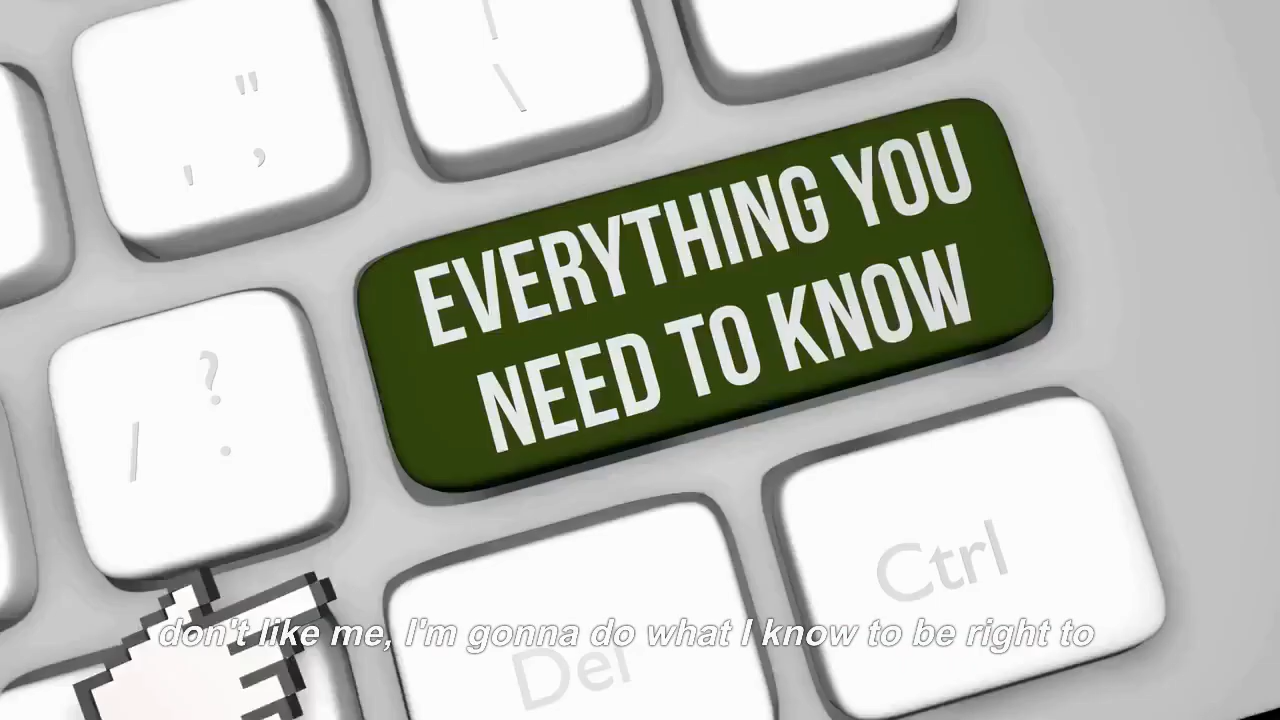 "
' ,
|
\
EVERYTHING YOU
NEED TO KNOW
?
/ .
Ctrl
don't like me, I'm gonna do what I know to be right to
Del